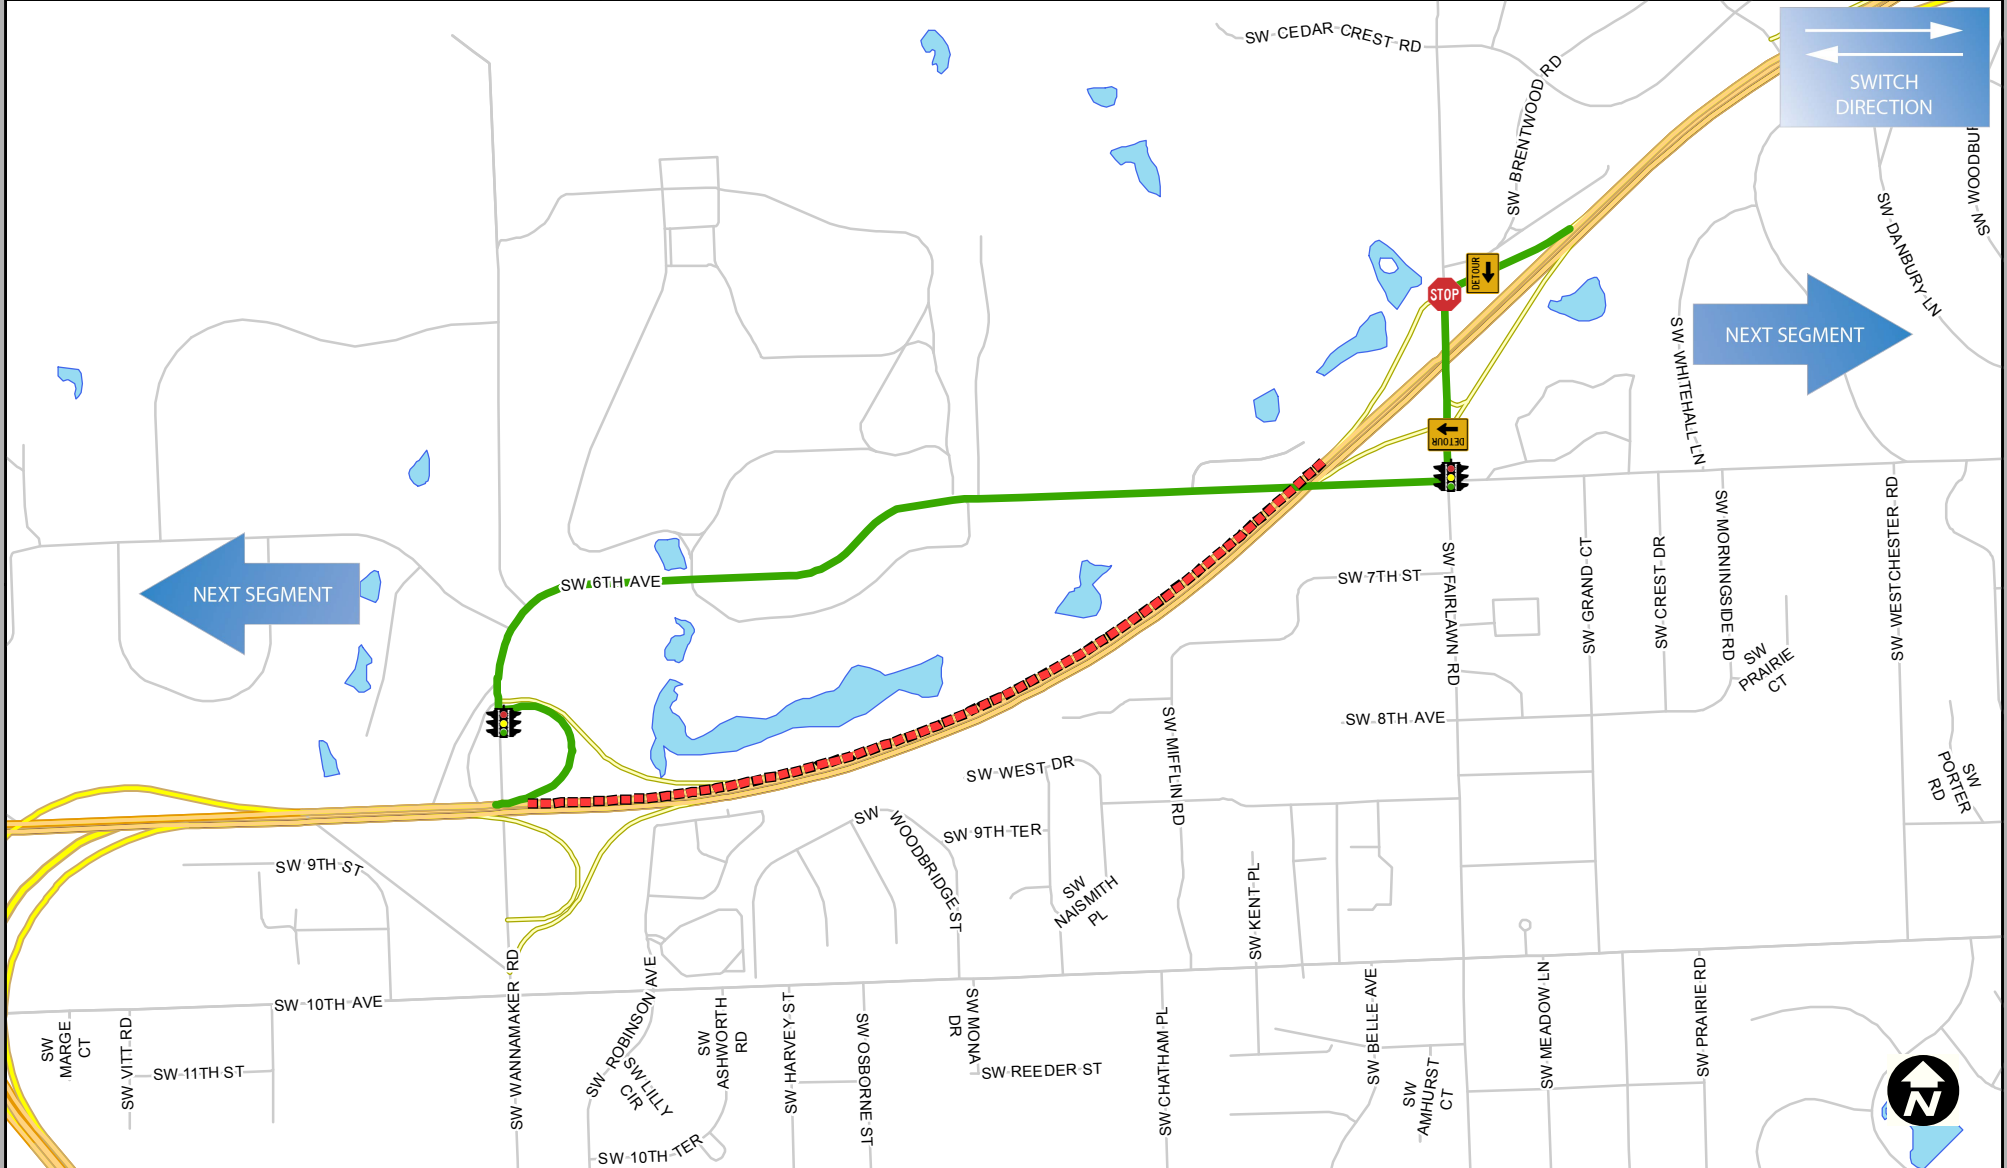 SW CEDAR CREST RD
SW BRENTWOOD RD
SWITCH
DIRECTION
SW DANBURY LN
DETOUR
STOP
NEXT SEGMENT
SW WHITEHALL LN
DETOUR
SW 6TH AVE
NEXT SEGMENT
SW 7TH ST
SW FAIRLAWN RD
SW GRAND CT
SW CREST DR
SW MORNINGSIDE RD
SW WESTCHESTER RD
SW
PRAIRIE
CT
SW 8TH AVE
SW MIFFLIN RD
SW WEST DR
SW
PORTER
RD
SW WOODBRIDGE ST
SW 9TH TER
SW 9TH ST
SW
NAISMITH
PL
SW KENT PL
SW 10TH AVE
SW WANNAMAKER RD
SW ROBINSON AVE
SW
MARGE
CT
SW VITT RD
SW 11TH ST
SW LILLY
CIR
SW
ASHWORTH
RD
SW HARVEY ST
SW OSBORNE ST
SW MONA
DR
SW REEDER ST
SW CHATHAM PL
SW BELLE AVE
SW
AMHURST
CT
SW MEADOW LN
SW PRAIRIE RD
SW 10TH TER
N